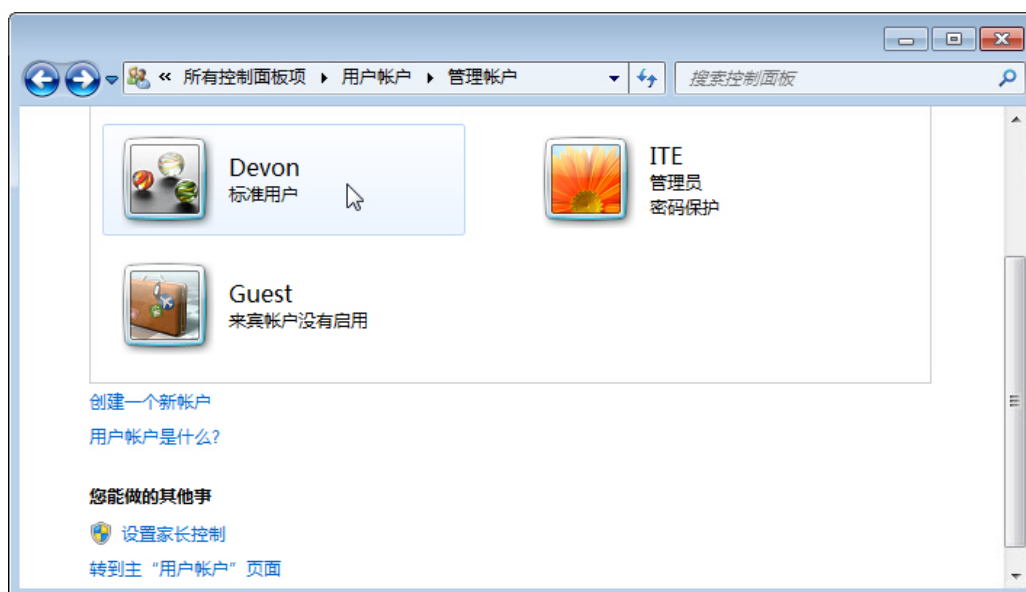 « 所有控制面板项 ▸ 用户帐户 ▸ 管理帐户
搜索控制面板
Devon
标准用户
ITE
管理员
密码保护
Guest
来宾帐户没有启用
创建一个新帐户
用户帐户是什么?
您能做的其他事
设置家长控制
转到主“用户帐户”页面